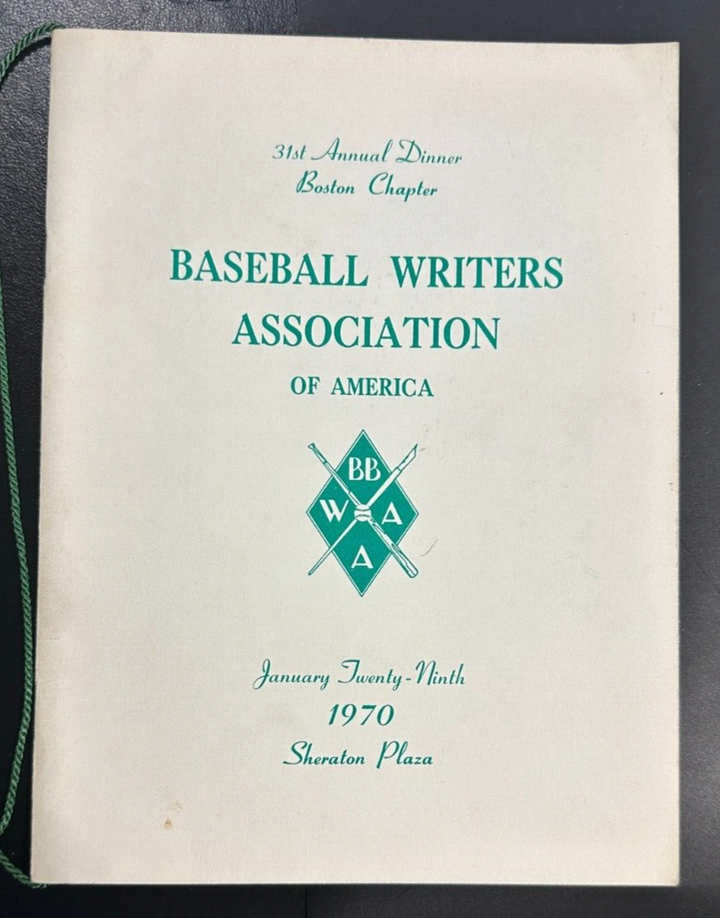 31st Annual Dinner
Boston Chapter
BASEBALL WRITERS
ASSOCIATION
OF AMERICA
BB
W A
A
January Twenty-Ninth
1970
Sheraton Plaza